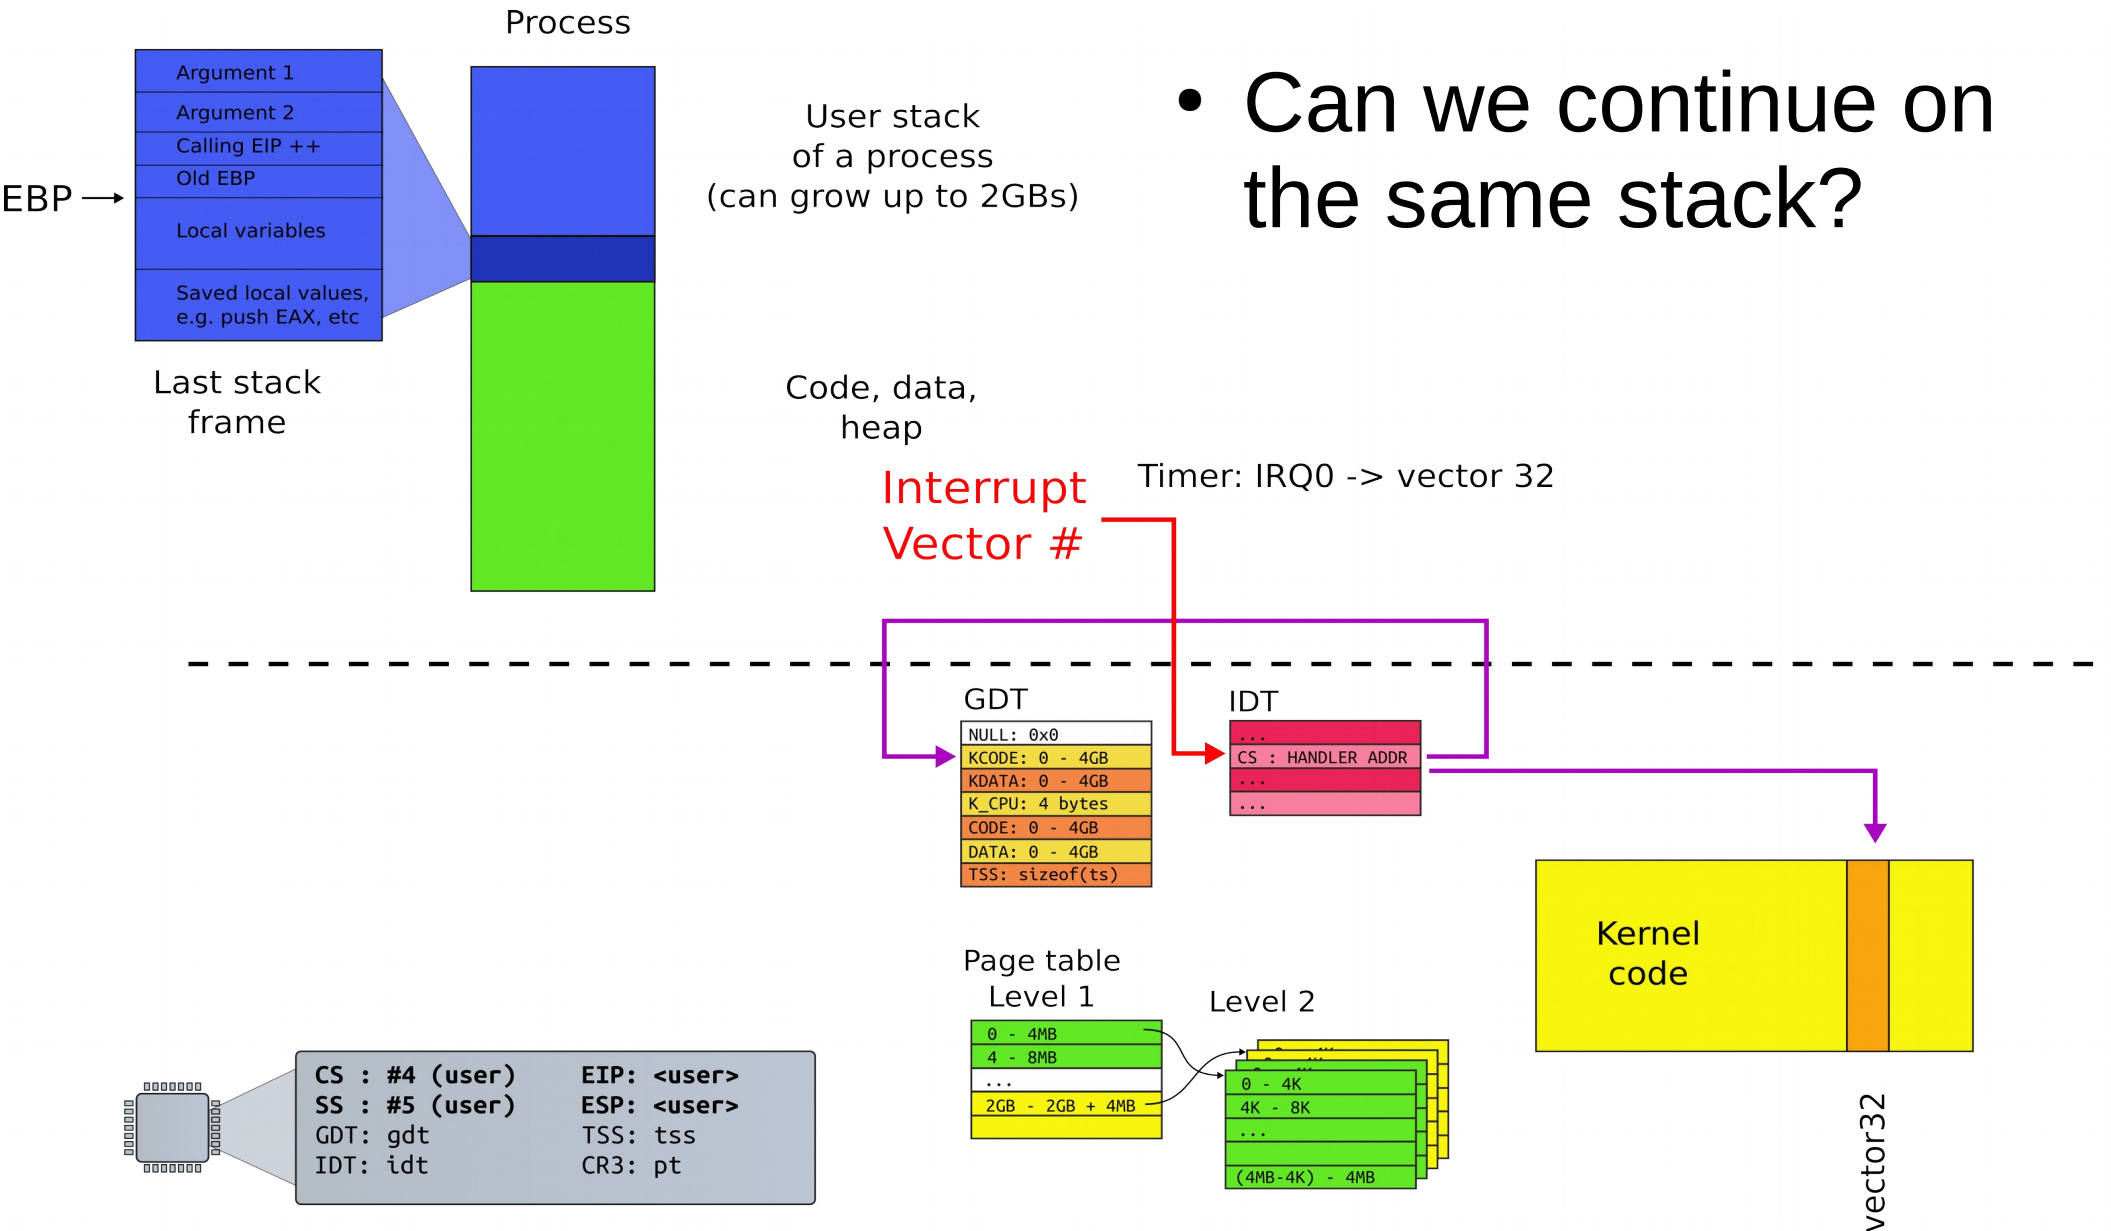 Process
Argument 1
Argument 2
Calling EIP ++
Old EBP
EBP
Local variables
Saved local values,
e.g. push EAX, etc
Last stack
frame
User stack
of a process
(can grow up to 2GBs)
• Can we continue on
the same stack?
Code, data,
heap
Interrupt
Vector #
Timer: IRQ0 -> vector 32
GDT
NULL: 0x0
KCODE: 0 - 4GB
KDATA: 0 - 4GB
K_CPU: 4 bytes
CODE: 0 - 4GB
DATA: 0 - 4GB
TSS: sizeof(ts)
IDT
...
CS : HANDLER ADDR
...
...
Kernel
code
vector32
Page table
Level 1
0 - 4MB
4 - 8MB
...
2GB - 2GB + 4MB
Level 2
0 - 4K
4K - 8K
...
(4MB-4K) - 4MB
CS : #4 (user) EIP: <user>
SS : #5 (user) ESP: <user>
GDT: gdt TSS: tss
IDT: idt CR3: pt